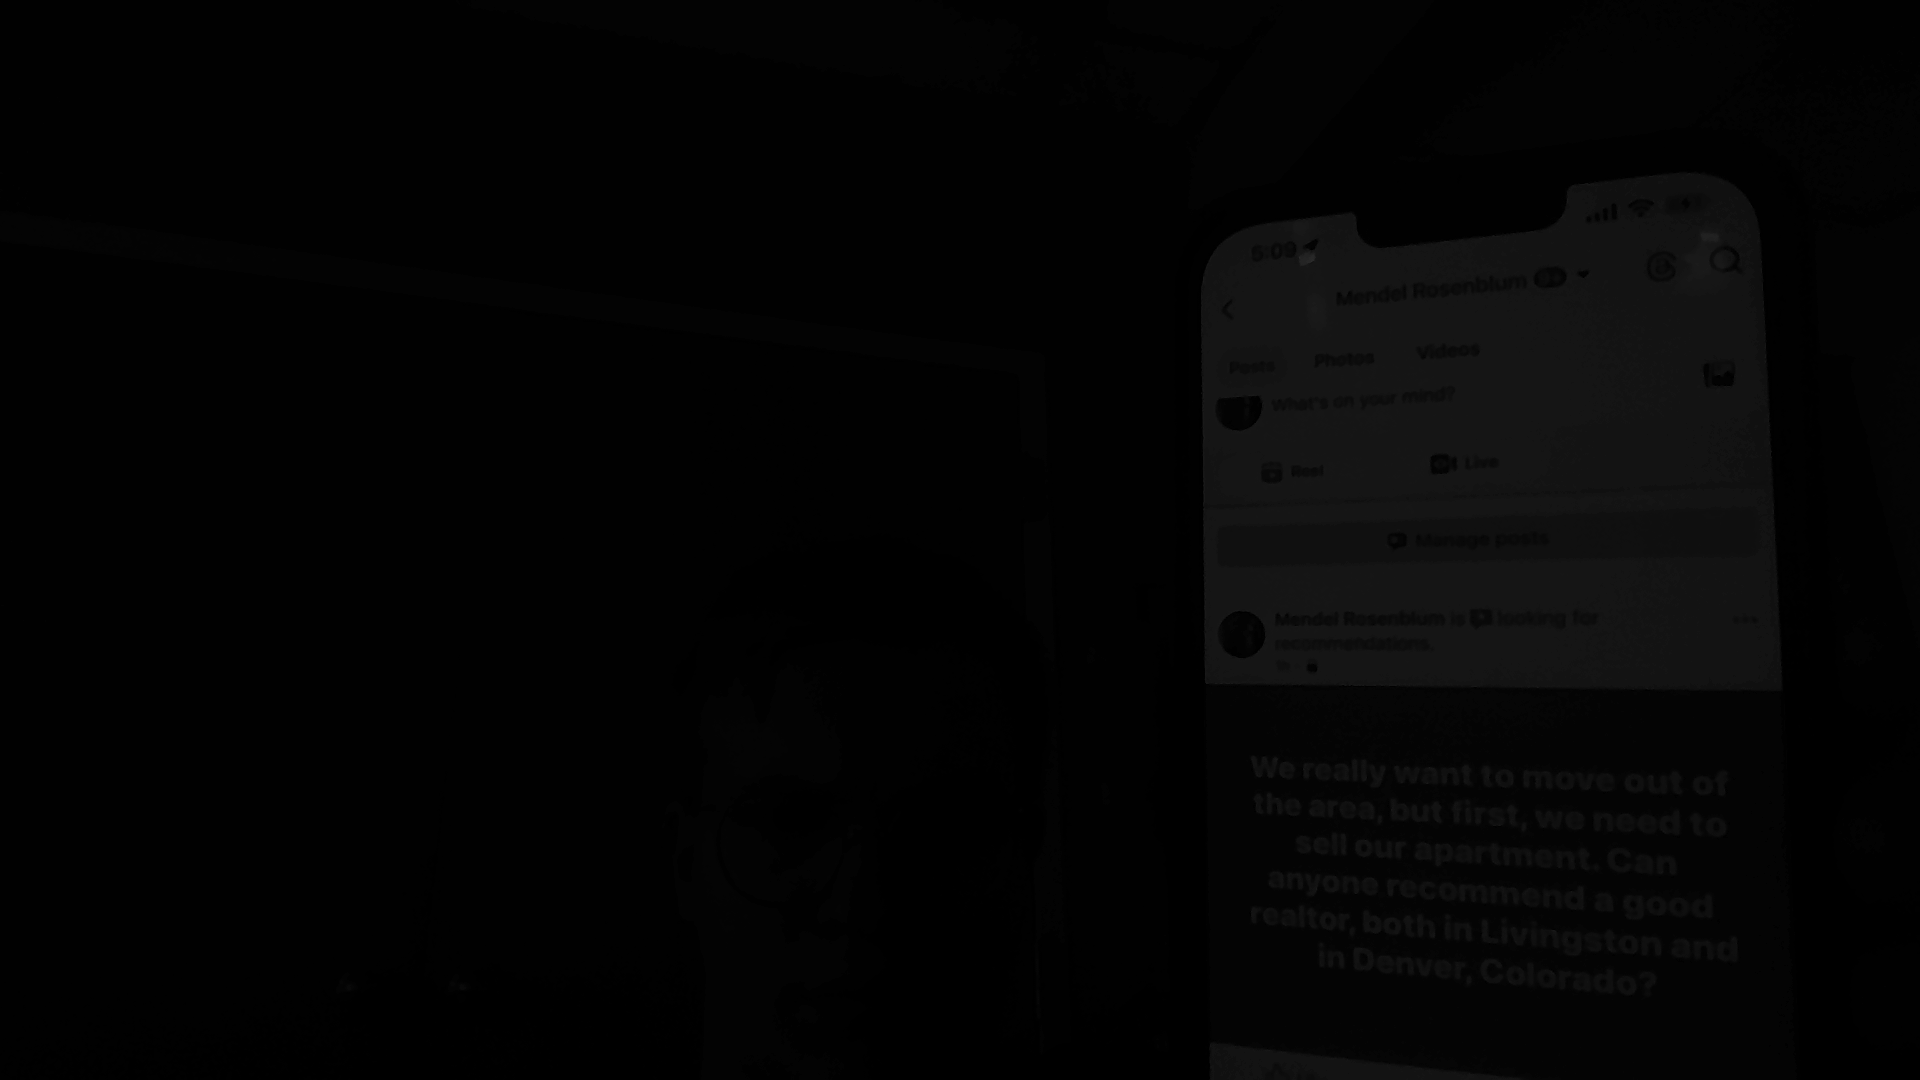 5:09
Mendel Rosenblum
Posts Photos Videos
What's on your mind?
Reel Live
Manage posts
Mendel Rosenblum is looking for
recommendations.
We really want to move out of
the area, but first, we need to
sell our apartment. Can
anyone recommend a good
realtor, both in Livingston and
in Denver, Colorado?